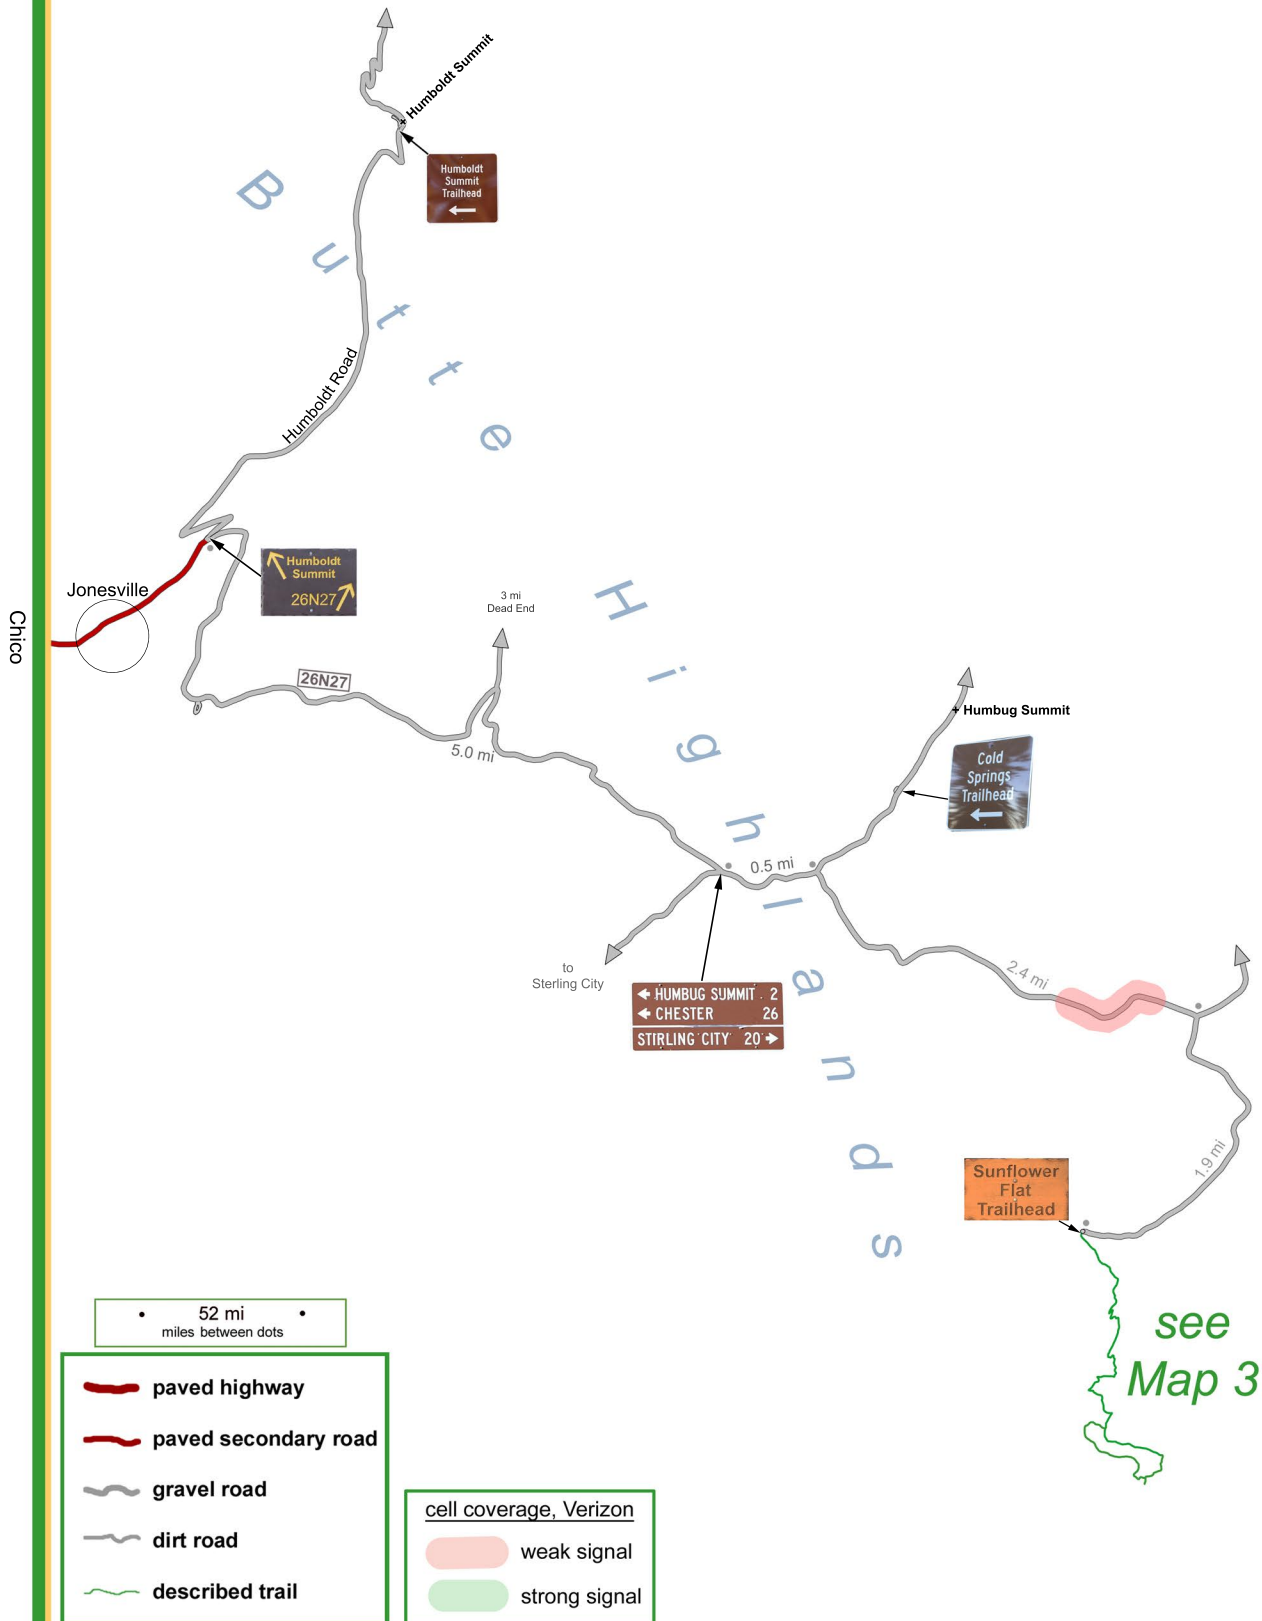 Humboldt Summit
Humboldt
Summit
Trailhead
Butte Highlands
Humboldt Road
Humboldt
Summit
26N27
Jonesville
Chico
3 mi
Dead End
26N27
5.0 mi
Humbug Summit
Cold
Springs
Trailhead
0.5 mi
to
Sterling City
HUMBUG SUMMIT 2
CHESTER 26
STIRLING CITY 20
2.4 mi
1.9 mi
Sunflower
Flat
Trailhead
see
Map 3
52 mi
miles between dots
paved highway
paved secondary road
gravel road
dirt road
described trail
cell coverage, Verizon
weak signal
strong signal